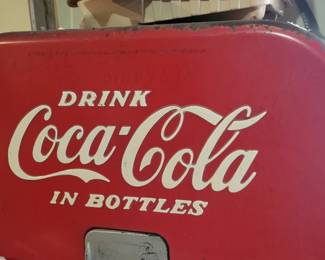 DRINK
Coca-Cola
IN BOTTLES